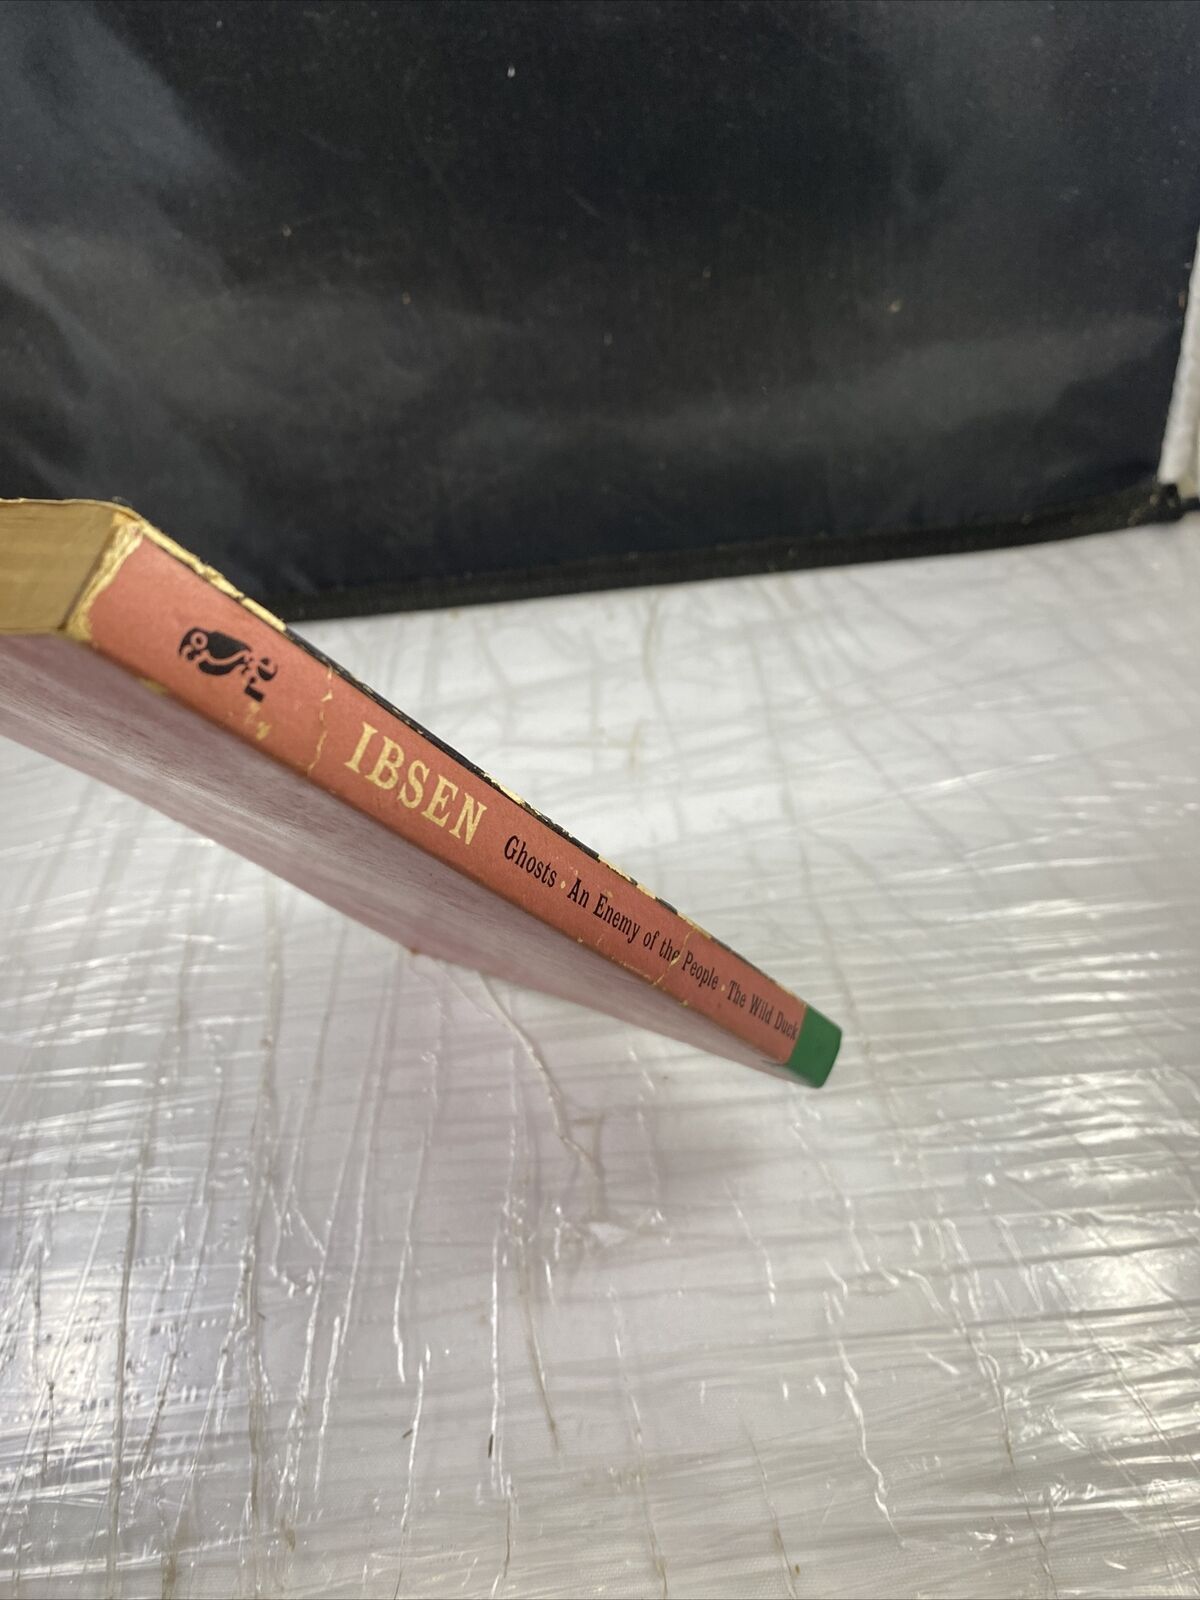 IBSEN Ghosts · An Enemy of the People · The Wild Duck